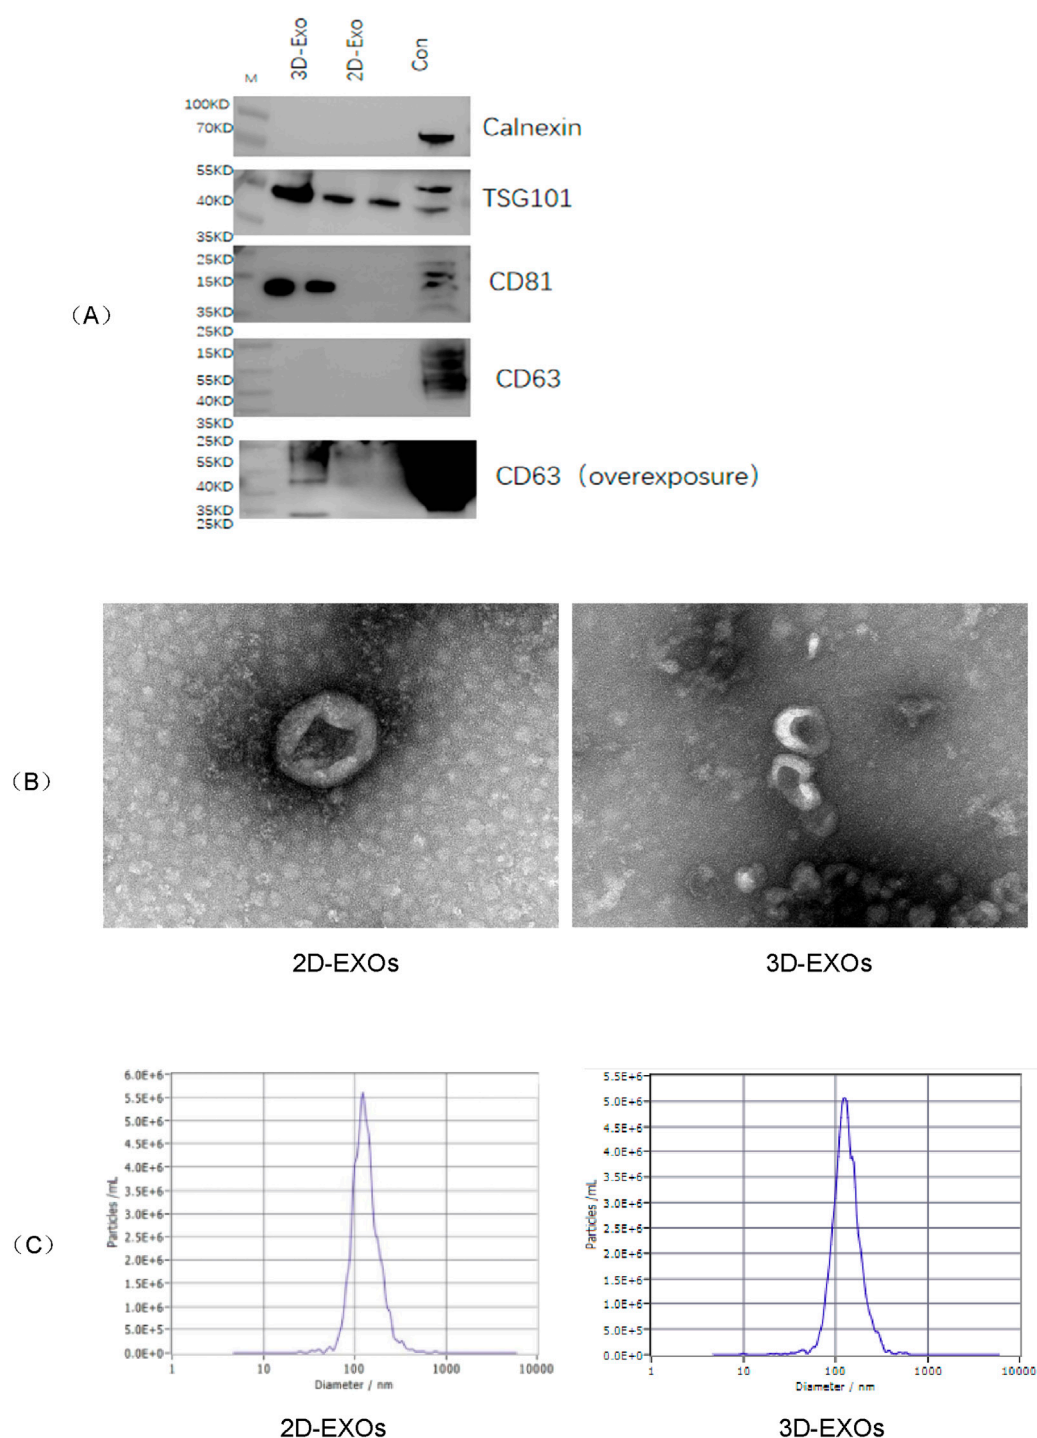 M
3D-Exo
2D-Exo
Con
100KD
70KD
Calnexin
55KD
40KD
35KD
TSG101
25KD
15KD
35KD
CD81
25KD
15KD
55KD
40KD
CD63
35KD
25KD
55KD
40KD
35KD
25KD
CD63（overexposure）
（A）
（B）
2D-EXOs
3D-EXOs
（C）
Particles /mL
6.0E+6
5.5E+6
5.0E+6
4.5E+6
4.0E+6
3.5E+6
3.0E+6
2.5E+6
2.0E+6
1.5E+6
1.0E+6
5.0E+5
0.0E+0
1 10 100 1000 10000
Diameter / nm
2D-EXOs
Particles /mL
5.5E+6
5.0E+6
4.5E+6
4.0E+6
3.5E+6
3.0E+6
2.5E+6
2.0E+6
1.5E+6
1.0E+6
5.0E+5
0.0E+0
1 10 100 1000 10000
Diameter / nm
3D-EXOs